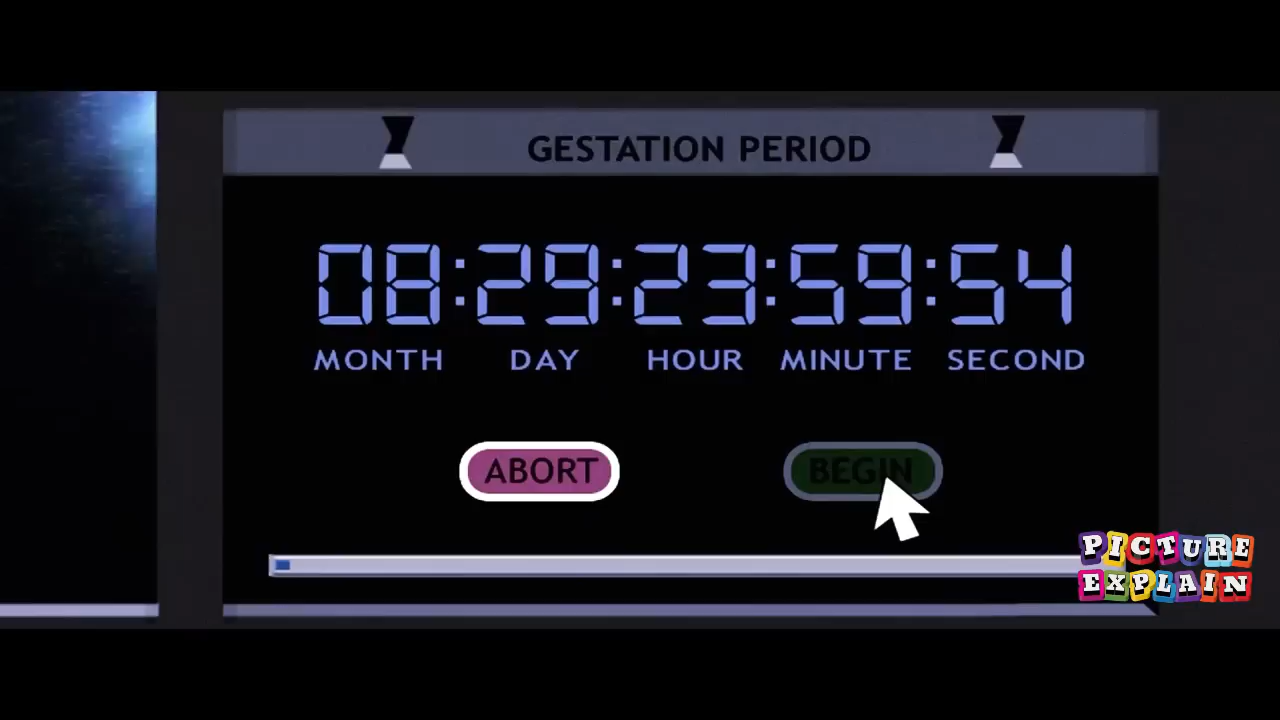 GESTATION PERIOD
08:29:23:59:54
MONTH DAY HOUR MINUTE SECOND
ABORT BEGIN
PICTURE
EXPLAIN